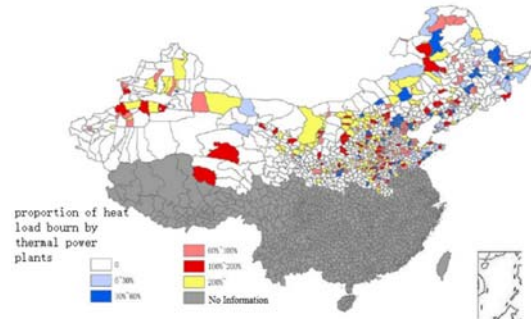 proportion of heat
load bourn by
thermal power
plants
0
0~30%
30%~60%
60%~100%
100%~200%
200%~
No Information